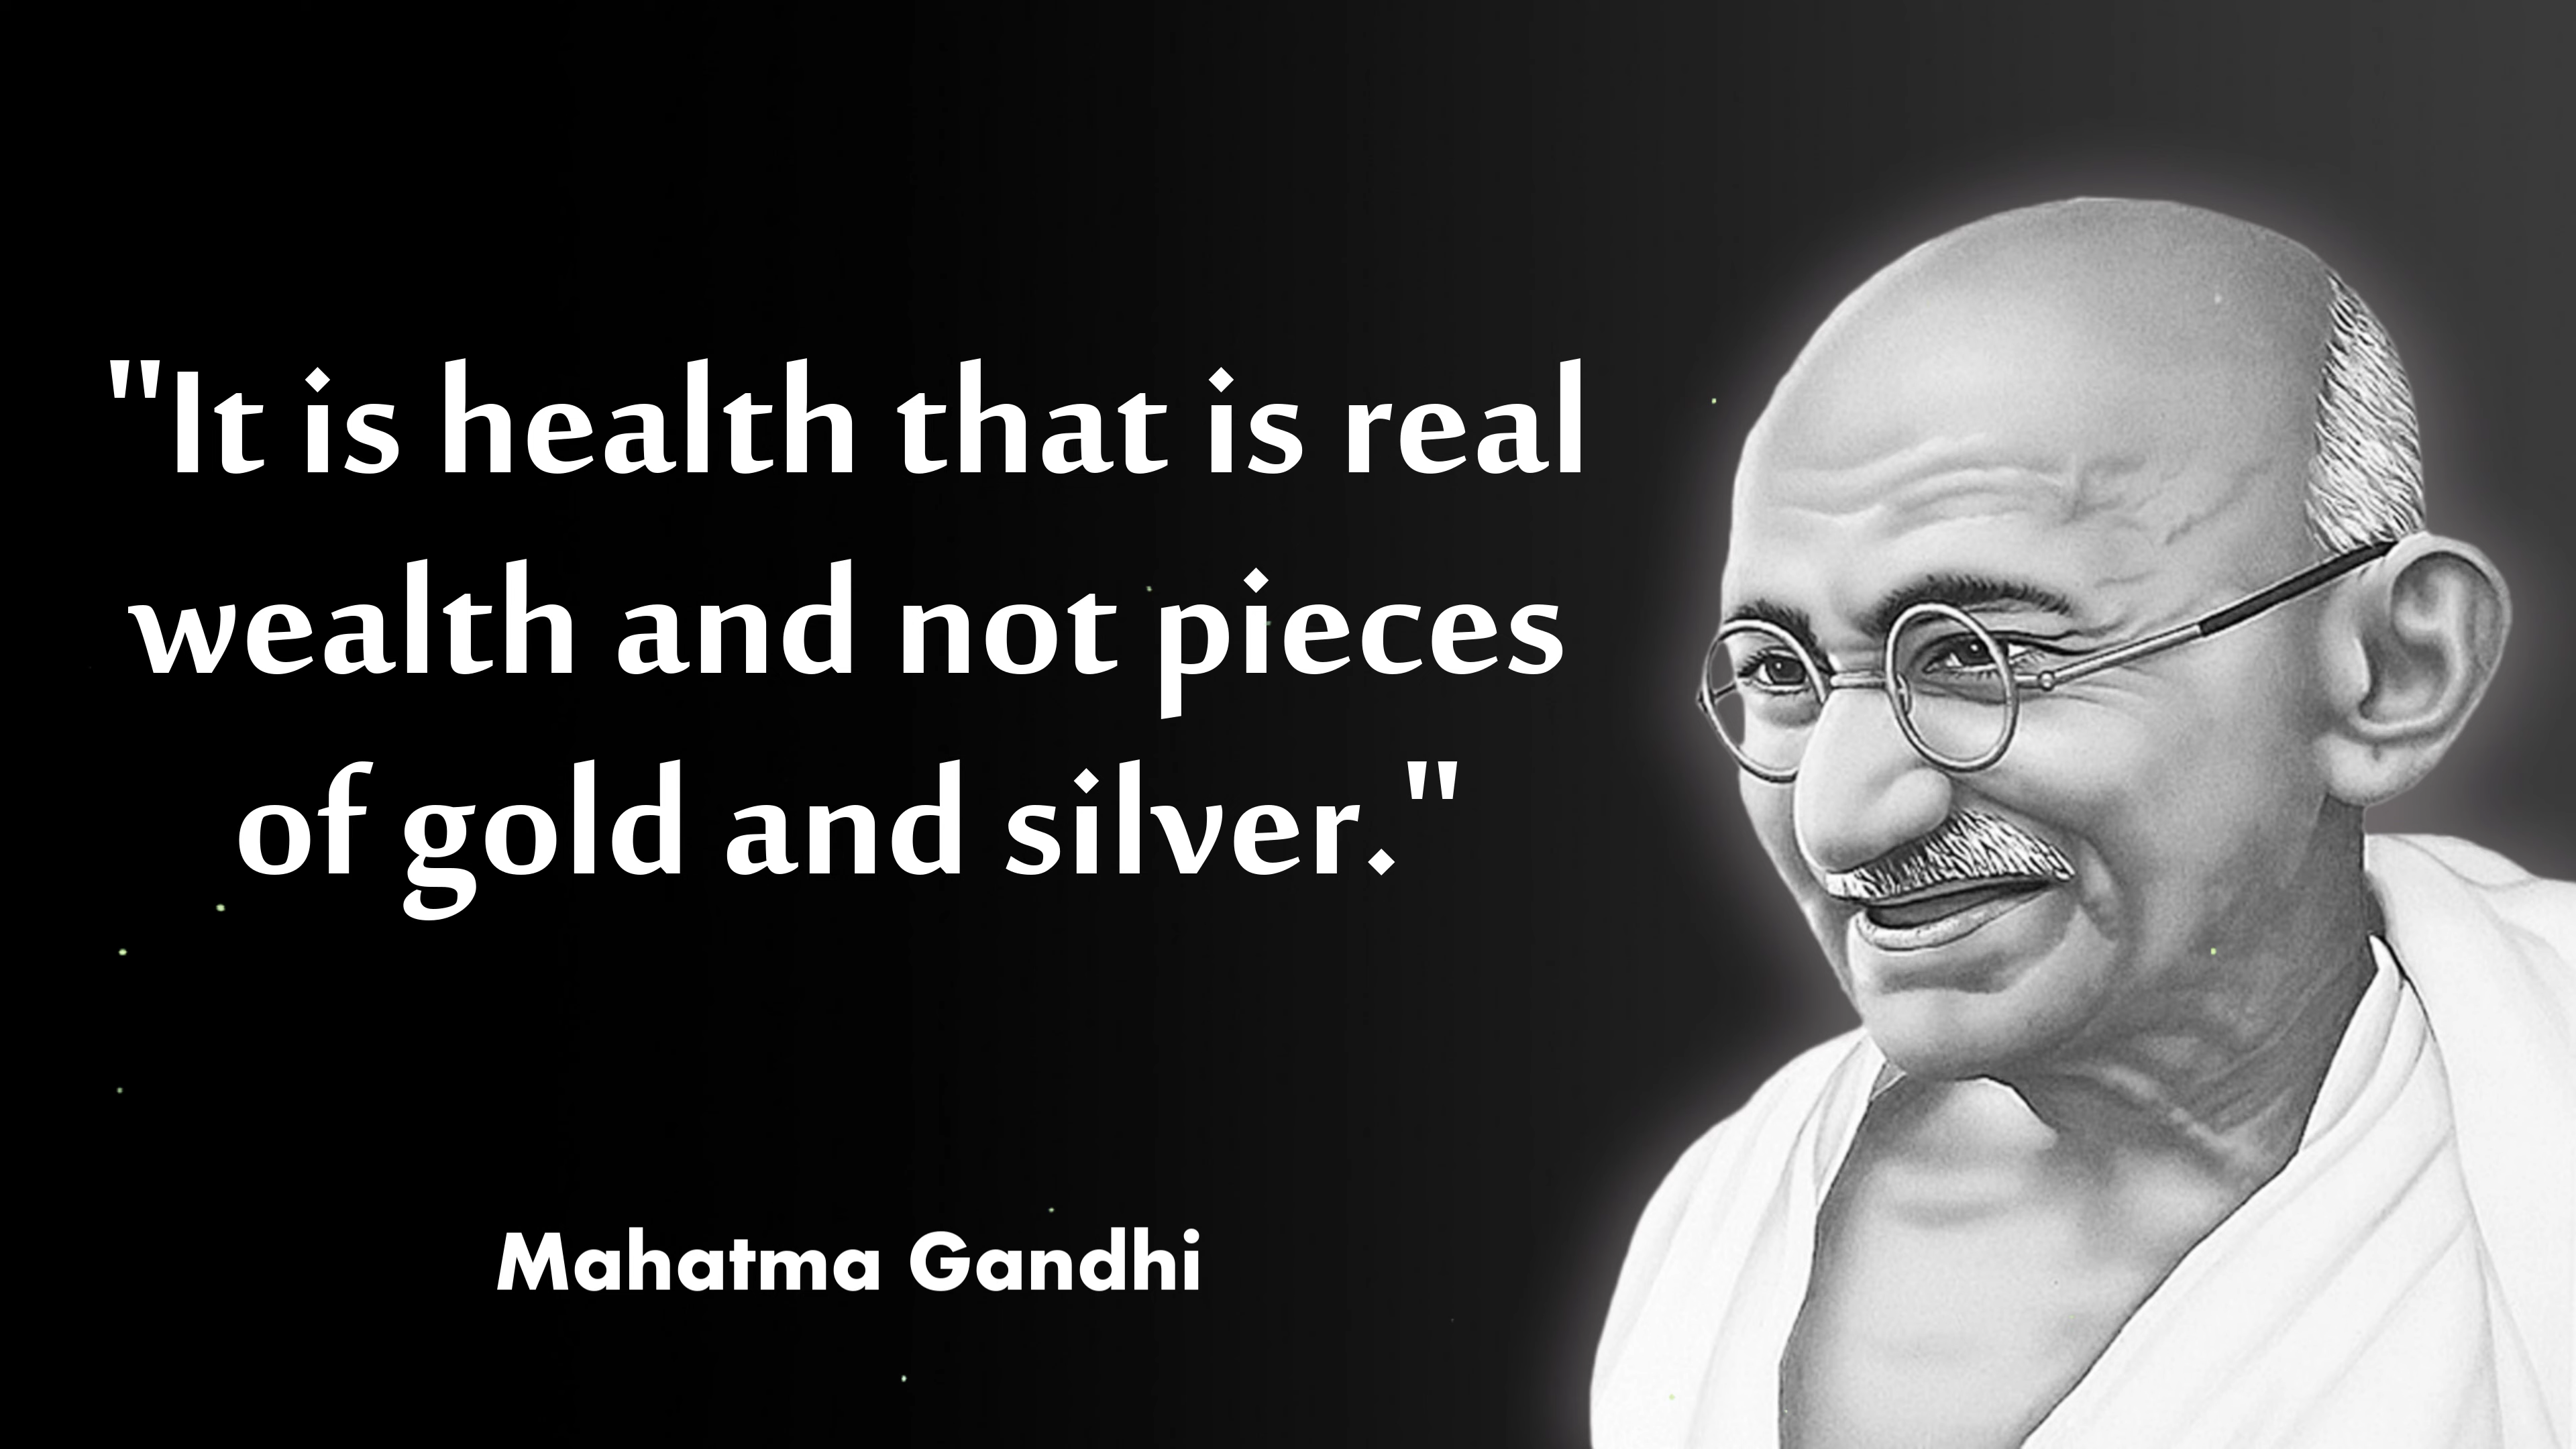 "It is health that is real
wealth and not pieces
of gold and silver."
Mahatma Gandhi